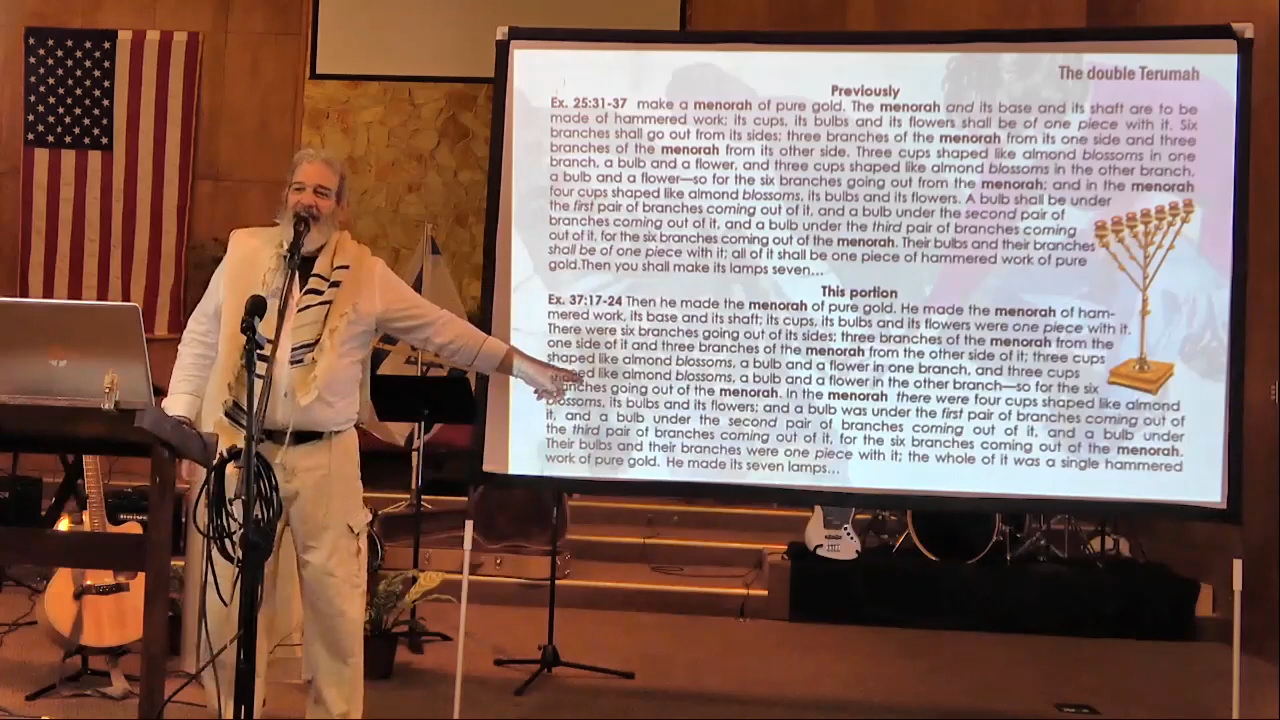 The double Terumah
Previously
Ex. 25:31-37 make a menorah of pure gold. The menorah and its base and its shaft are to be
made of hammered work; its cups, its bulbs and its flowers shall be of one piece with it. Six
branches shall go out from its sides; three branches of the menorah from its one side and three
branches of the menorah from its other side. Three cups shaped like almond blossoms in one
branch, a bulb and a flower, and three cups shaped like almond blossoms in the other branch,
a bulb and a flower—so for the six branches going out from the menorah; and in the menorah
four cups shaped like almond blossoms, its bulbs and its flowers. A bulb shall be under
the first pair of branches coming out of it, and a bulb under the second pair of
branches coming out of it, and a bulb under the third pair of branches coming
out of it, for the six branches coming out of the menorah. Their bulbs and their branches
shall be of one piece with it; all of it shall be one piece of hammered work of pure
gold.Then you shall make its lamps seven...
This portion
Ex. 37:17-24 Then he made the menorah of pure gold. He made the menorah of ham-
mered work, its base and its shaft; its cups, its bulbs and its flowers were one piece with it.
There were six branches going out of its sides; three branches of the menorah from the
one side of it and three branches of the menorah from the other side of it; three cups
shaped like almond blossoms, a bulb and a flower in one branch, and three cups
like almond blossoms, a bulb and a flower in the other branch—so for the six
branches going out of the menorah. In the menorah there were four cups shaped like almond
blossoms, its bulbs and its flowers; and a bulb was under the first pair of branches coming out of
it, and a bulb under the second pair of branches coming out of it, and a bulb under
the third pair of branches coming out of it, for the six branches coming out of the menorah.
Their bulbs and their branches were one piece with it; the whole of it was a single hammered
work of pure gold. He made its seven lamps...